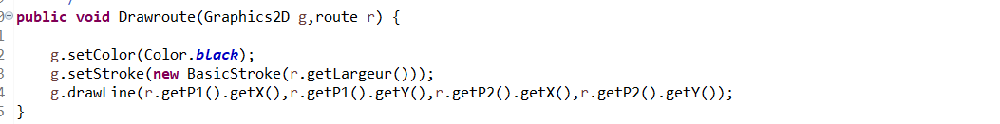 public void Drawroute(Graphics2D g,route r) {
g.setColor(Color.black);
g.setStroke(new BasicStroke(r.getLargeur()));
g.drawLine(r.getP1().getX(),r.getP1().getY(),r.getP2().getX(),r.getP2().getY());
}